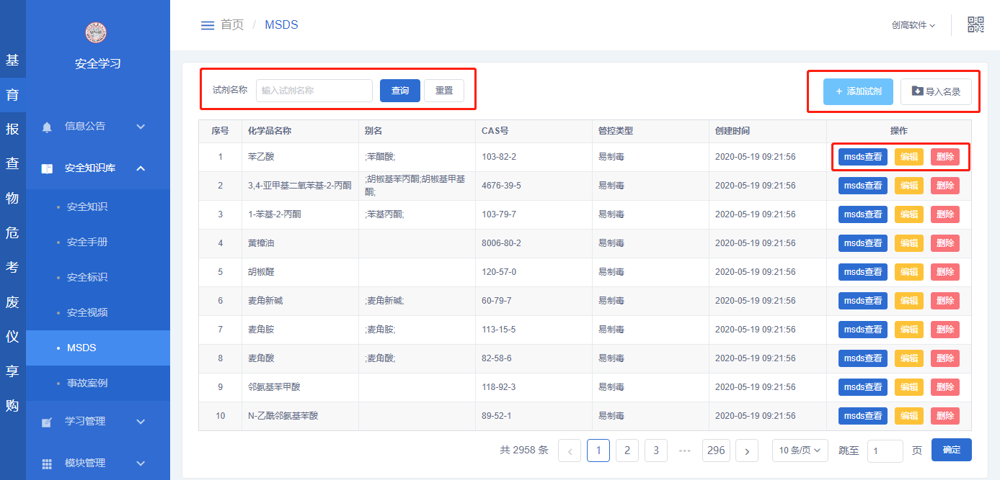 基
育
报
查
物
危
考
废
仪
享
购
安全学习
信息公告
安全知识库
安全知识
安全手册
安全标识
安全视频
MSDS
事故案例
学习管理
模块管理
首页 / MSDS
创高软件
试剂名称 输入试剂名称 查询 重置 + 添加试剂 导入名录
序号 化学品名称 别名 CAS号 管控类型 创建时间 操作
1 苯乙酸 ;苯醋酸; 103-82-2 易制毒 2020-05-19 09:21:56 msds查看 编辑 删除
2 3,4-亚甲基二氧苯基-2-丙酮 ;胡椒基苯丙酮;胡椒基甲基酮; 4676-39-5 易制毒 2020-05-19 09:21:56 msds查看 编辑 删除
3 1-苯基-2-丙酮 ;苯基丙酮; 103-79-7 易制毒 2020-05-19 09:21:56 msds查看 编辑 删除
4 黄樟油 8006-80-2 易制毒 2020-05-19 09:21:56 msds查看 编辑 删除
5 胡椒醛 120-57-0 易制毒 2020-05-19 09:21:56 msds查看 编辑 删除
6 麦角新碱 ;麦角新碱; 60-79-7 易制毒 2020-05-19 09:21:56 msds查看 编辑 删除
7 麦角胺 ;麦角胺; 113-15-5 易制毒 2020-05-19 09:21:56 msds查看 编辑 删除
8 麦角酸 ;麦角酸; 82-58-6 易制毒 2020-05-19 09:21:56 msds查看 编辑 删除
9 邻氨基苯甲酸 118-92-3 易制毒 2020-05-19 09:21:56 msds查看 编辑 删除
10 N-乙酰邻氨基苯酸 89-52-1 易制毒 2020-05-19 09:21:56 msds查看 编辑 删除
共 2958 条 < 1 2 3 ••• 296 > 10 条/页 跳至 1 页 确定